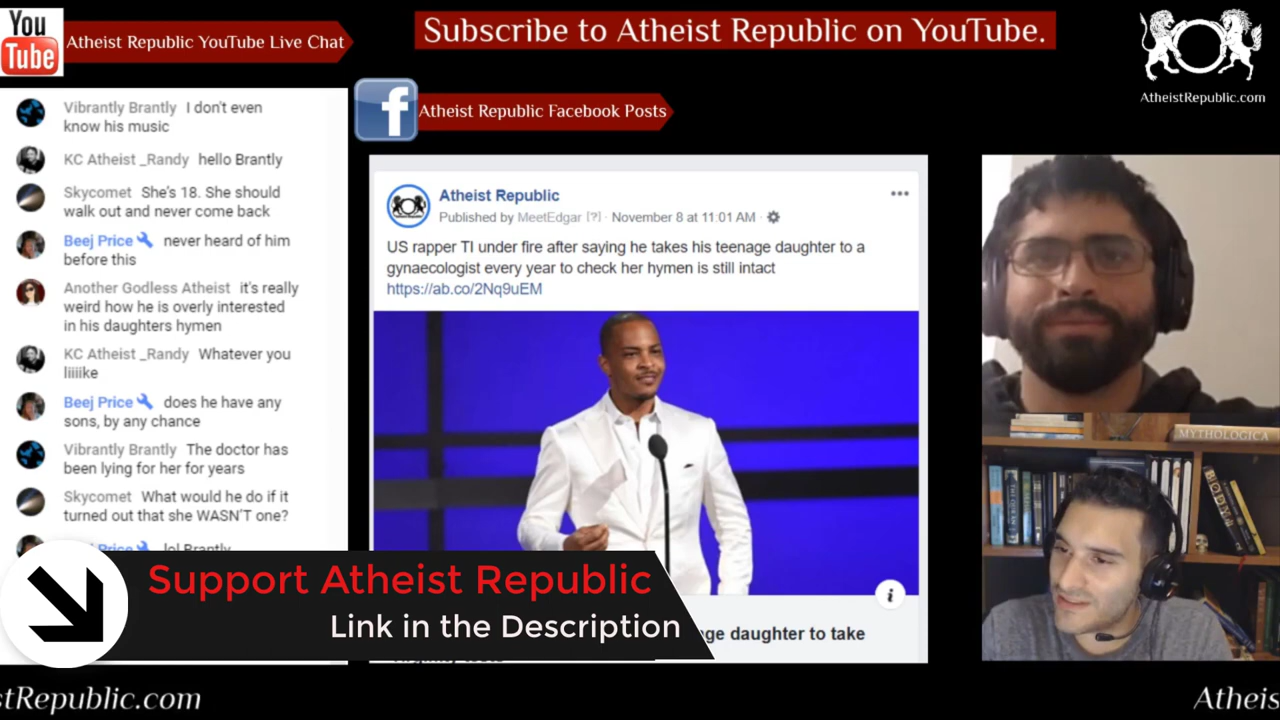 You
Tube
Atheist Republic YouTube Live Chat
Subscribe to Atheist Republic on YouTube.
AtheistRepublic.com
f
Atheist Republic Facebook Posts
Vibrantly Brantly I don't even
know his music
KC Atheist _Randy hello Brantly
Skycomet She's 18. She should
walk out and never come back
Beej Price never heard of him
before this
Another Godless Atheist it's really
weird how he is overly interested
in his daughters hymen
KC Atheist _Randy Whatever you
liiiiike
Beej Price does he have any
sons, by any chance
Vibrantly Brantly The doctor has
been lying for her for years
Skycomet What would he do if it
turned out that she WASN'T one?
Price lol Brantly
Atheist Republic
Published by MeetEdgar [?] · November 8 at 11:01 AM ·
US rapper TI under fire after saying he takes his teenage daughter to a
gynaecologist every year to check her hymen is still intact
https://ab.co/2Nq9uEM
i
age daughter to take
MYTHOLOGICA
THE QUR'AN
Support Atheist Republic
Link in the Description
stRepublic.com
Atheis